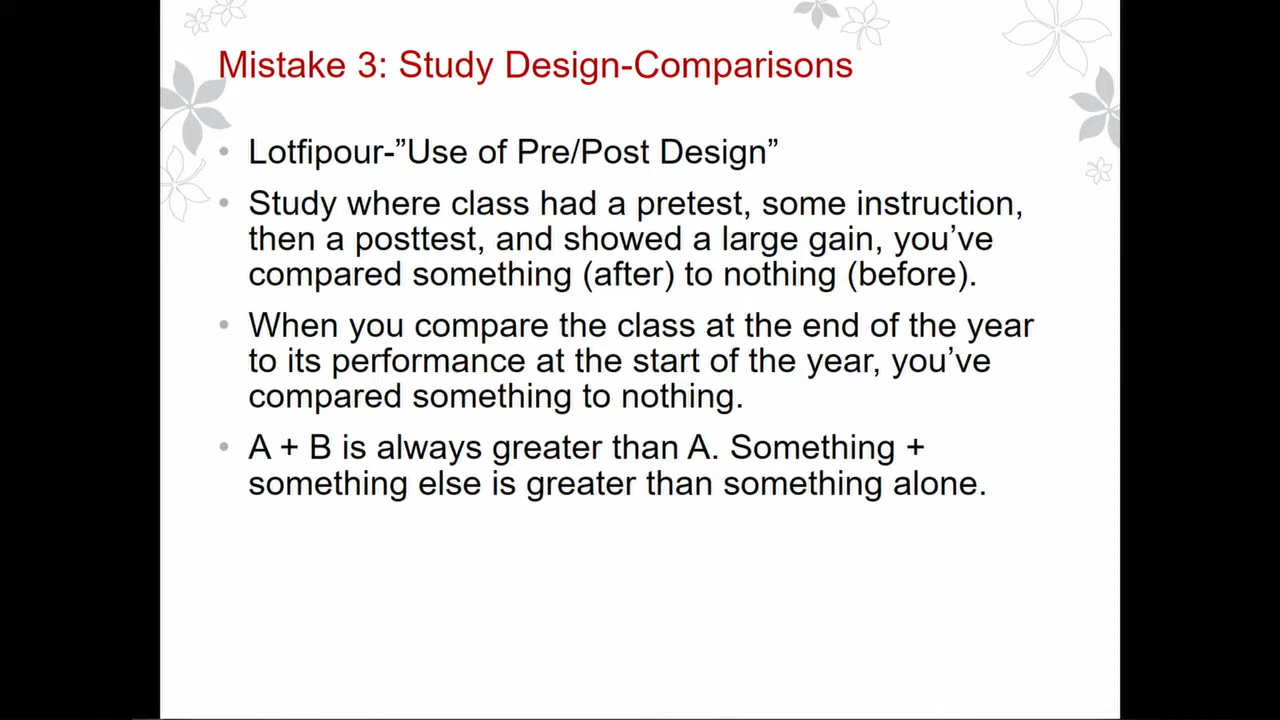 Mistake 3: Study Design-Comparisons
• Lotfipour-”Use of Pre/Post Design”
• Study where class had a pretest, some instruction,
then a posttest, and showed a large gain, you’ve
compared something (after) to nothing (before).
• When you compare the class at the end of the year
to its performance at the start of the year, you’ve
compared something to nothing.
• A + B is always greater than A. Something +
something else is greater than something alone.